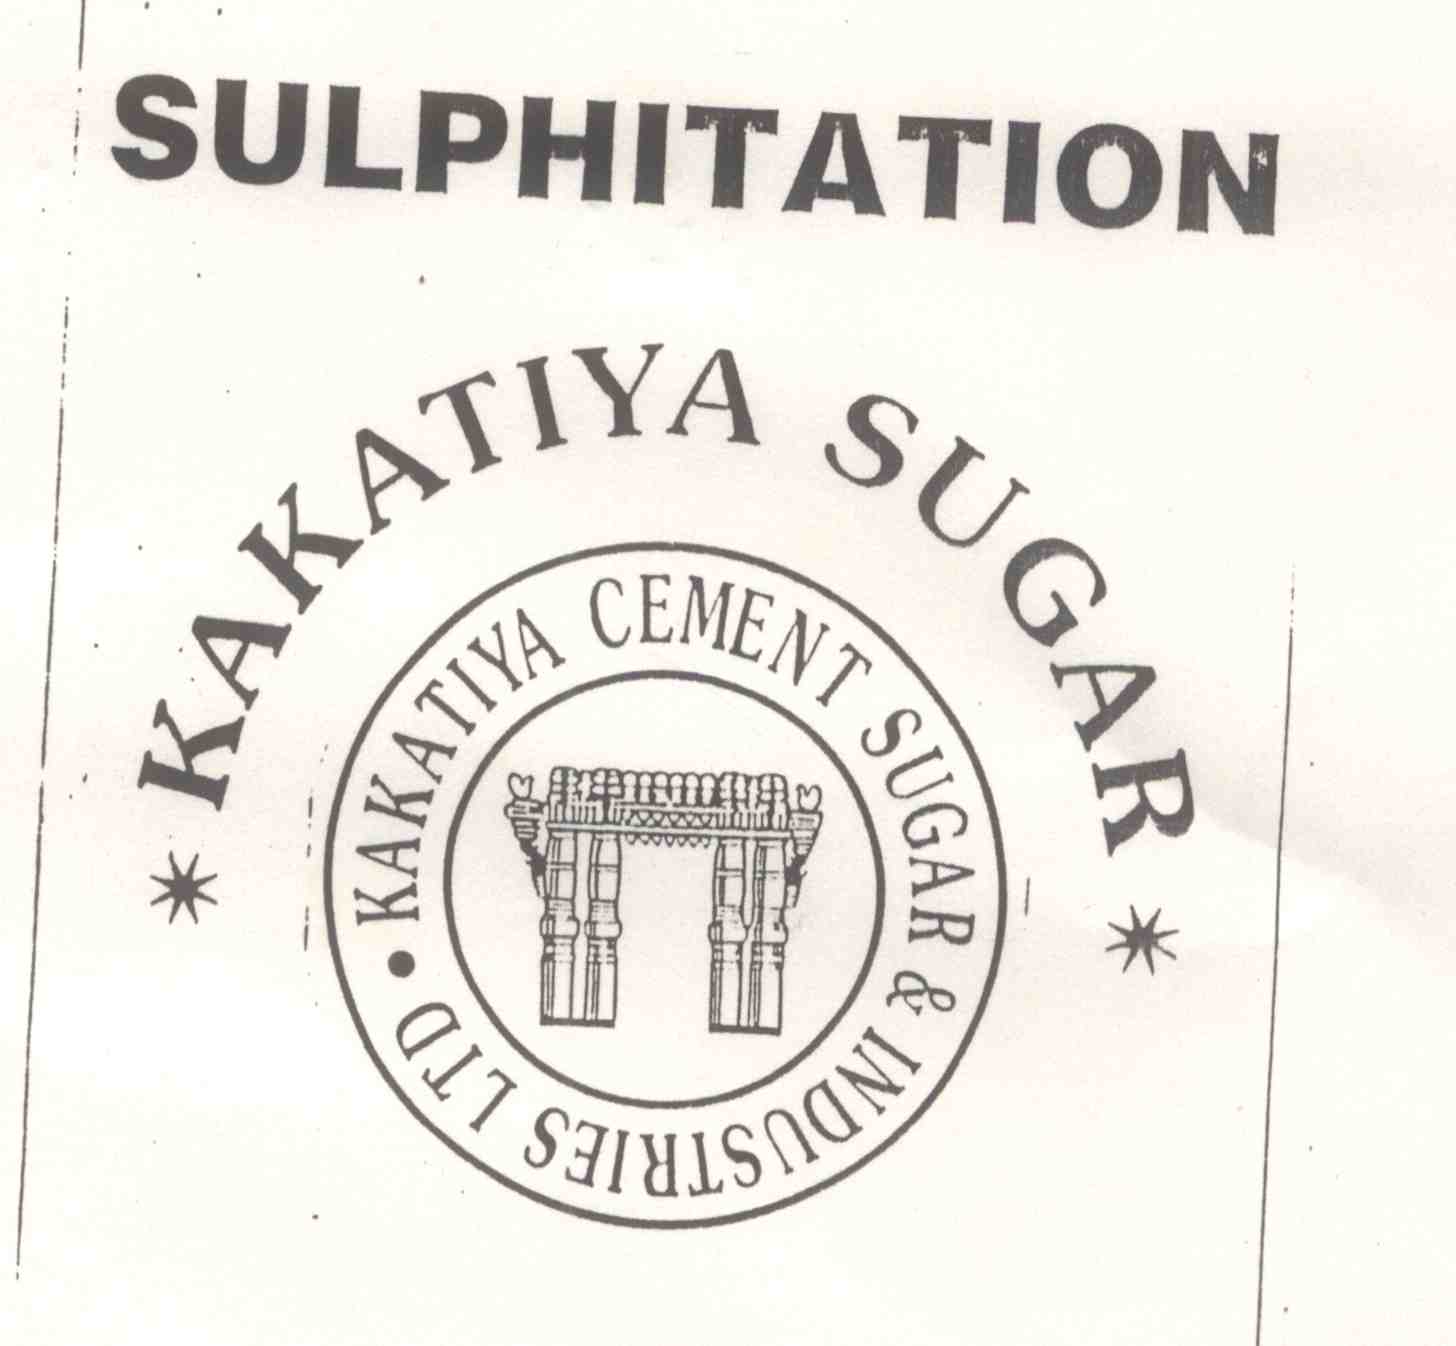 SULPHITATION
KAKATIYA SUGAR
KAKATIYA CEMENT SUGAR & INDUSTRIES LTD